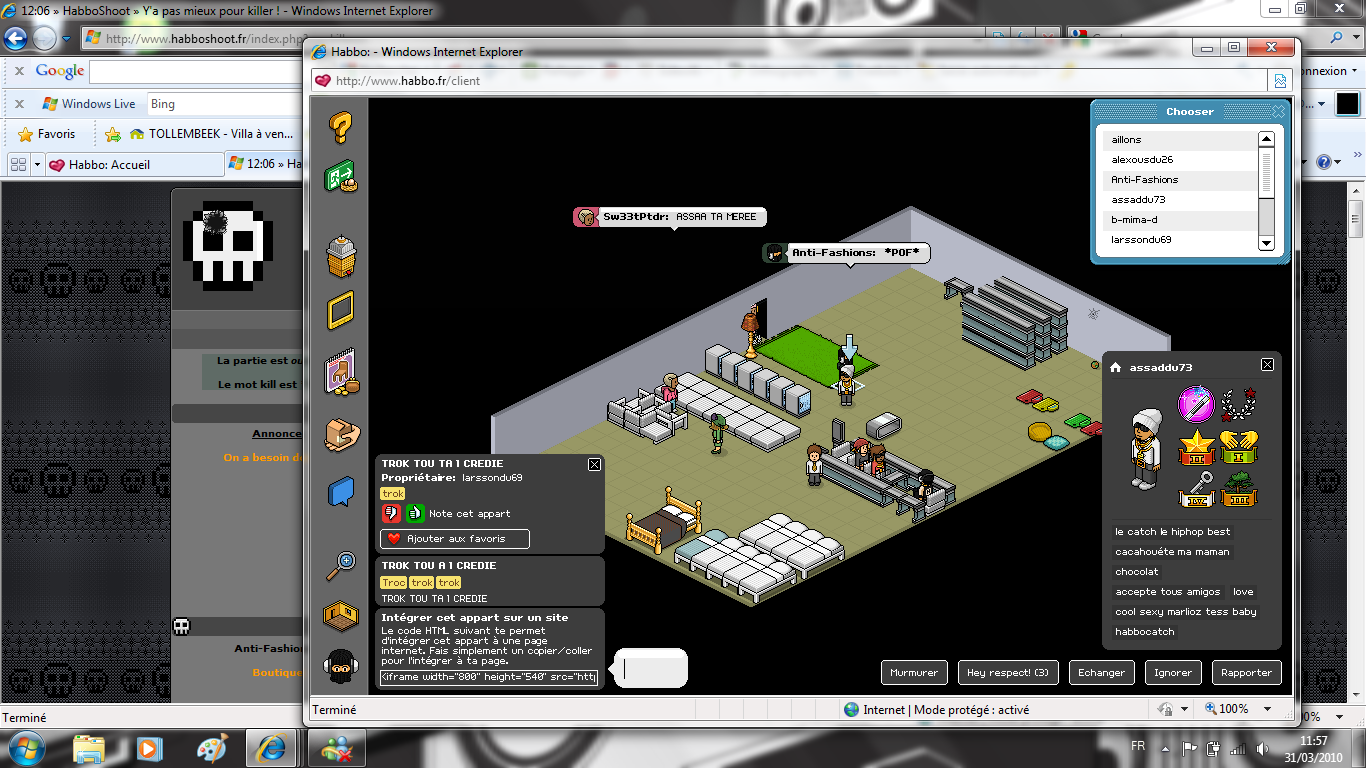 12:06 » HabboShoot » Y'a pas mieux pour killer ! - Windows Internet Explorer
http://www.habboshoot.fr/index.php?
Google
Windows Live
Bing
Favoris
TOLLEMBEEK - Villa à ven...
Habbo: Accueil
12:06 » Ha
La partie est
Le mot kill est
Annonce
On a besoin d
Anti-Fashion
Boutique
Terminé
Habbo: - Windows Internet Explorer
http://www.habbo.fr/client
Chooser
aillons
alexousdu26
Anti-Fashions
assaddu73
b-mima-d
larssondu69
Sw33tPtdr: ASSAA TA MEREE
Anti-Fashions: *POF*
assaddu73
le catch le hiphop best
cacahouéte ma maman
chocolat
accepte tous amigos
love
cool sexy marlioz tess baby
habbocatch
TROK TOU TA 1 CREDIE
Propriétaire: larssondu69
trok
Note cet appart
Ajouter aux favoris
TROK TOU A 1 CREDIE
Troc trok trok
TROK TOU TA 1 CREDIE
Intégrer cet appart sur un site
Le code HTML suivant te permet
d'intégrer cet appart à une page
internet. Fais simplement un copier/coller
pour l'intégrer à ta page.
<iframe width="800" height="540" src="http
Murmurer
Hey respect! (3)
Echanger
Ignorer
Rapporter
Terminé
Internet | Mode protégé : activé
100%
FR
11:57
31/03/2010